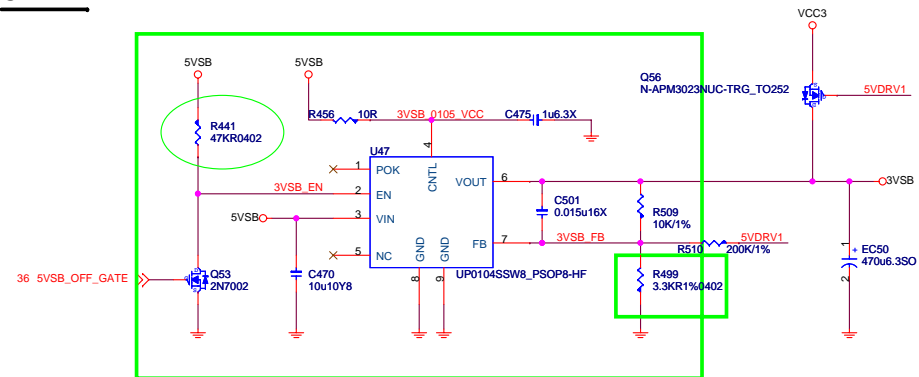 VCC3
5VSB
5VSB
Q56
N-APM3023NUC-TRG_TO252
5VDRV1
R441
47KR0402
R456
10R
3VSB_0105_VCC
C475
1u6.3X
4
U47
1
POK
CNTL
VOUT
6
3VSB
3VSB_EN
2
EN
C501
0.015u16X
R509
10K/1%
5VSB
3
VIN
FB
7
3VSB_FB
5VDRV1
R510
200K/1%
1
+
EC50
470u6.3SO
2
5
NC
GND
GND
UP0104SSW8_PSOP8-HF
36 5VSB_OFF_GATE
Q53
2N7002
C470
10u10Y8
8
9
R499
3.3KR1%0402